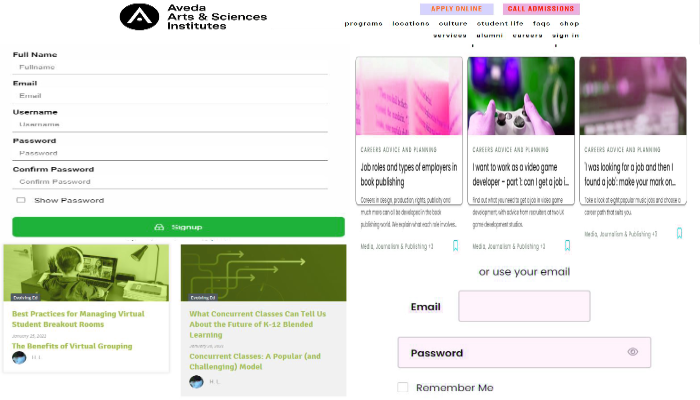 Aveda
Arts & Sciences
Institutes
APPLY ONLINE
CALL ADMISSIONS
programs locations culture student life faqs shop
services alumni careers sign in
Full Name
Fullname
Email
Email
Username
Username
Password
Password
Confirm Password
Confirm Password
Show Password
Signup
CAREERS ADVICE AND PLANNING
Job roles and types of employers in
book publishing
Careers in design, production, rights, publicity and
much more can all be developed in the book
publishing world. We explain what each role involves.
Media, Journalism & Publishing +3
CAREERS ADVICE AND PLANNING
I want to work as a video game
developer – part 1: can I get a job i...
Find out what you need to get a job in video game
development, with advice from recruiters at two UK
game development studios.
Media, Journalism & Publishing +3
CAREERS ADVICE AND PLANNING
'I was looking for a job and then I
found a job': make your mark on...
Take a look at eight popular music jobs and choose a
career path that suits you.
Media, Journalism & Publishing +3
Evolving Ed
Best Practices for Managing Virtual
Student Breakout Rooms
January 25, 2022
The Benefits of Virtual Grouping
Evolving Ed
What Concurrent Classes Can Tell Us
About the Future of K-12 Blended
Learning
Concurrent Classes: A Popular (and
Challenging) Model
or use your email
Email
Password
Remember Me